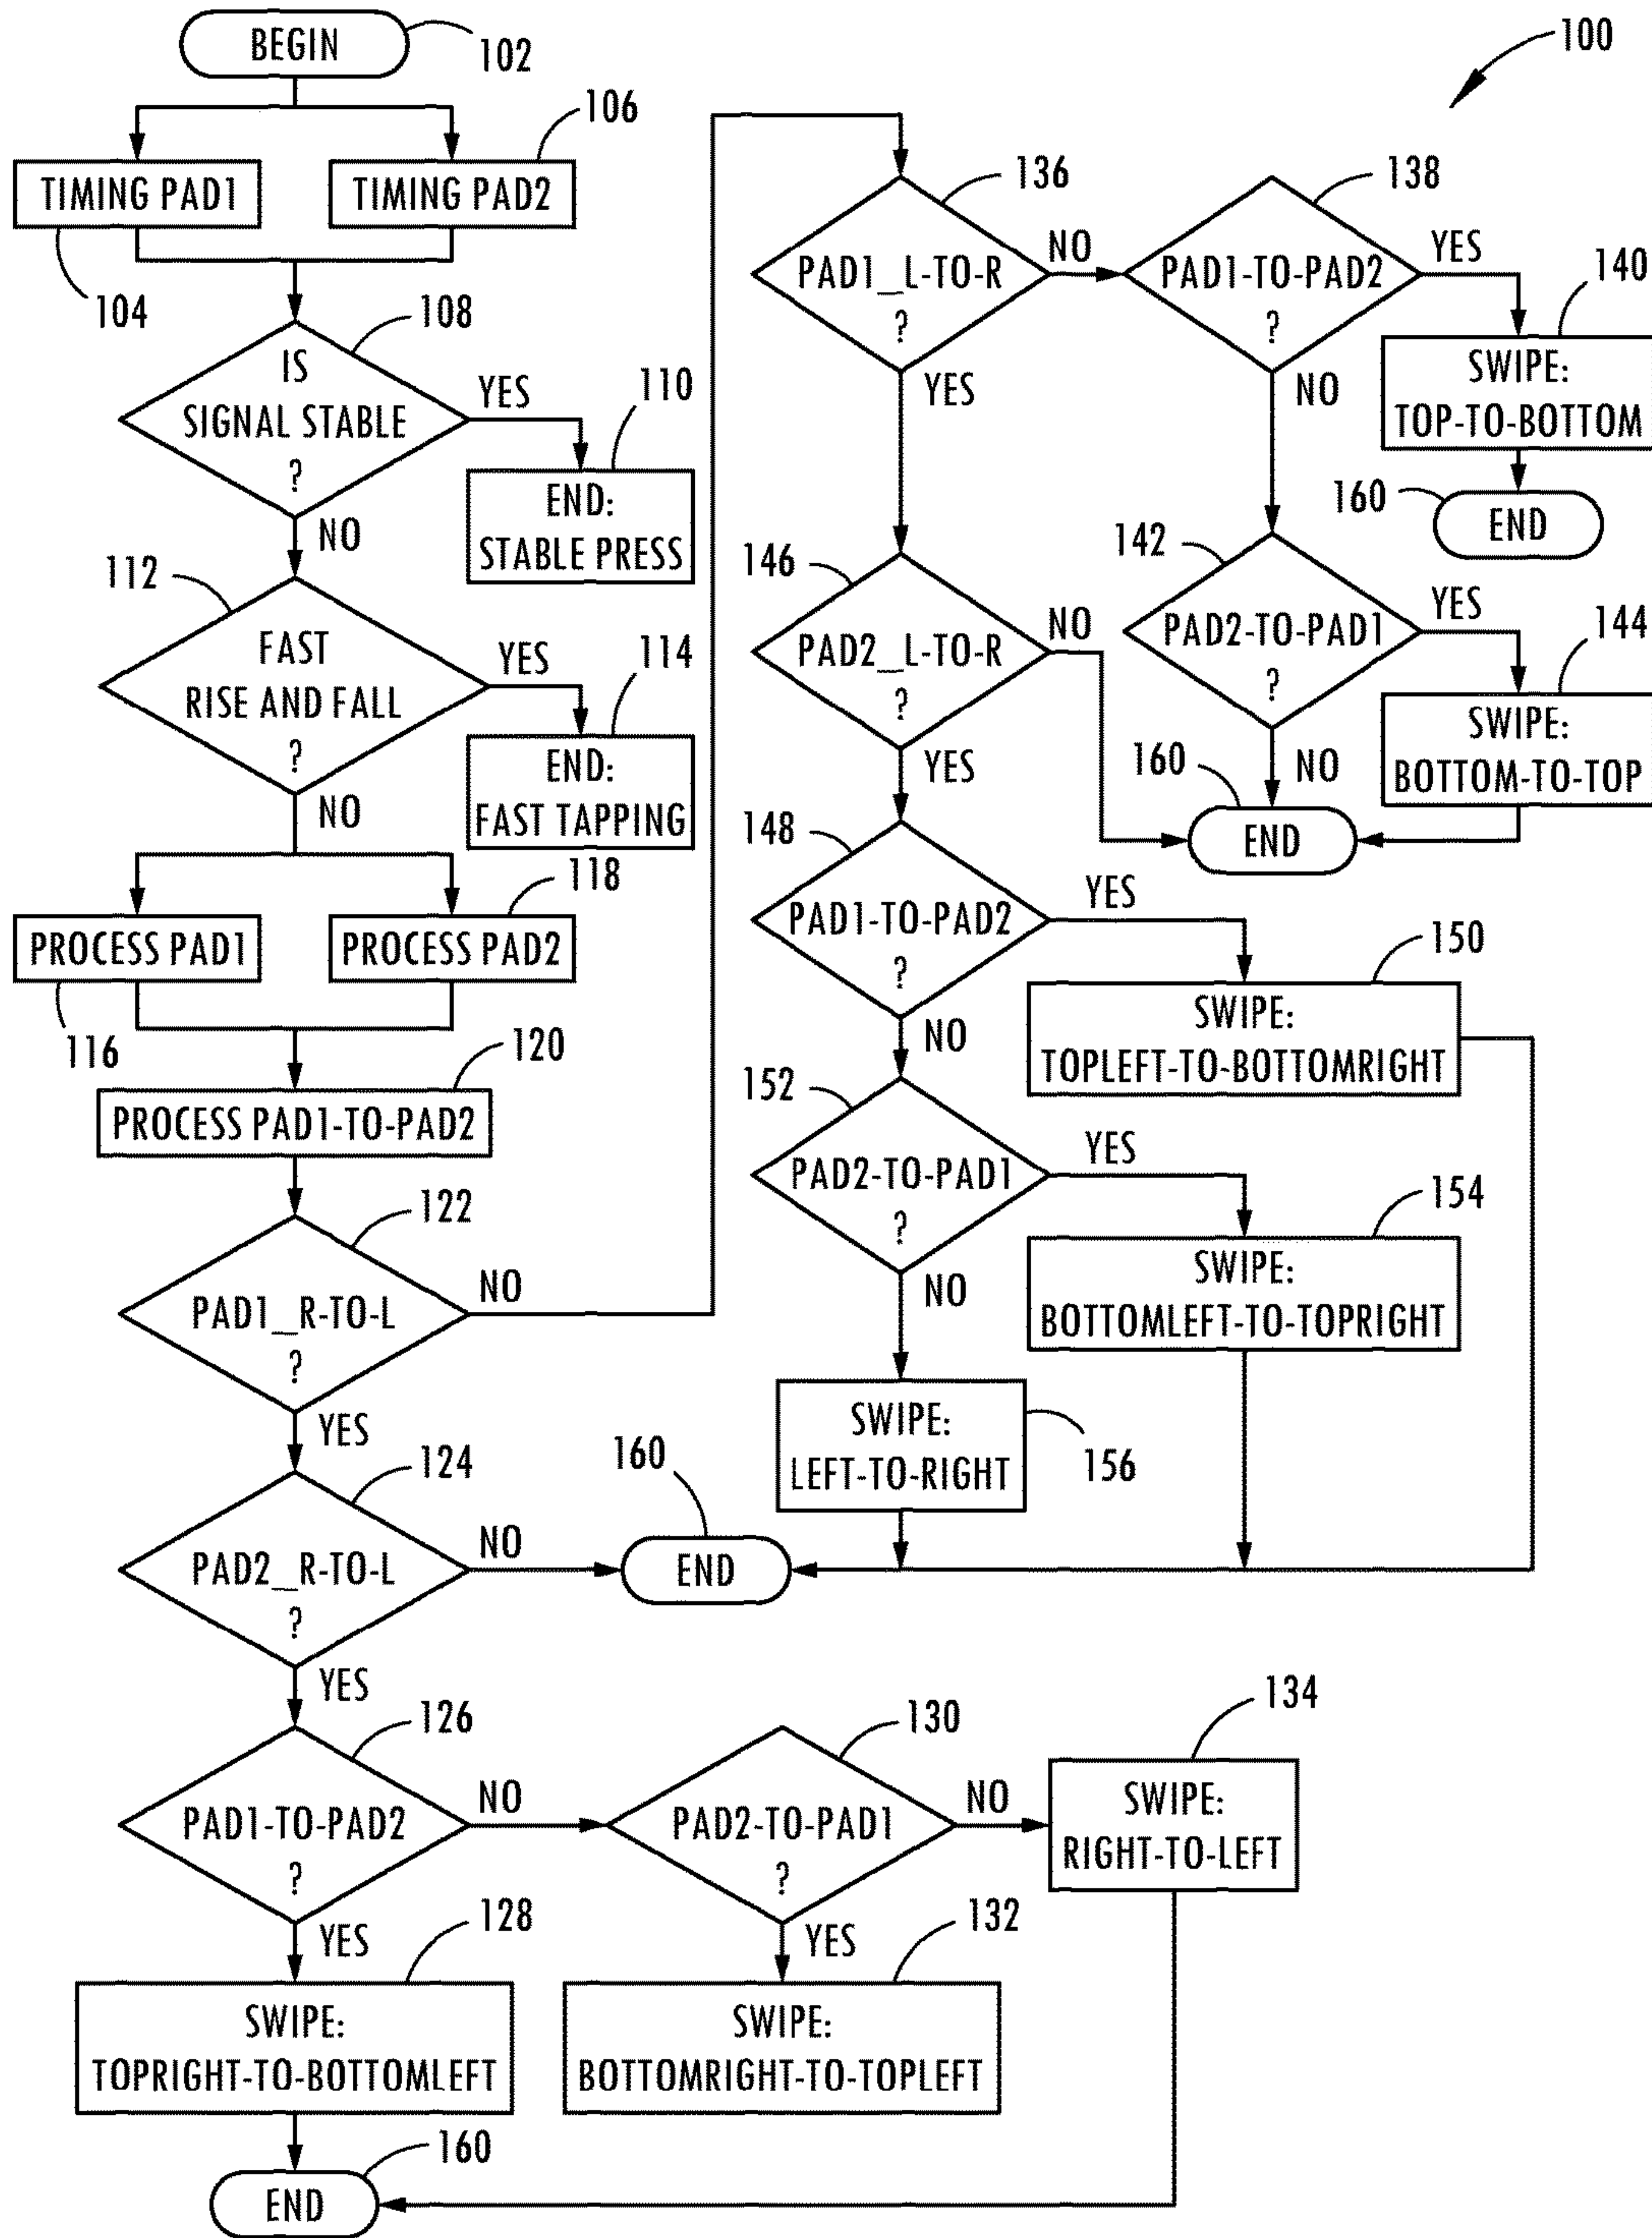 100
BEGIN
102
TIMING PAD1
104
TIMING PAD2
106
IS
SIGNAL STABLE
?
108
YES
NO
END:
STABLE PRESS
110
FAST
RISE AND FALL
?
112
YES
NO
END:
FAST TAPPING
114
PROCESS PAD1
116
PROCESS PAD2
118
PROCESS PAD1-TO-PAD2
120
PAD1_R-TO-L
?
122
NO
YES
PAD2_R-TO-L
?
124
NO
YES
END
160
PAD1-TO-PAD2
?
126
NO
YES
SWIPE:
TOPRIGHT-TO-BOTTOMLEFT
128
END
160
PAD2-TO-PAD1
?
130
NO
YES
SWIPE:
BOTTOMRIGHT-TO-TOPLEFT
132
SWIPE:
RIGHT-TO-LEFT
134
PAD1_L-TO-R
?
136
NO
YES
PAD1-TO-PAD2
?
138
YES
NO
SWIPE:
TOP-TO-BOTTOM
140
END
160
PAD2-TO-PAD1
?
142
YES
NO
SWIPE:
BOTTOM-TO-TOP
144
END
160
PAD2_L-TO-R
?
146
NO
YES
PAD1-TO-PAD2
?
148
YES
NO
SWIPE:
TOPLEFT-TO-BOTTOMRIGHT
150
PAD2-TO-PAD1
?
152
YES
NO
SWIPE:
BOTTOMLEFT-TO-TOPRIGHT
154
SWIPE:
LEFT-TO-RIGHT
156